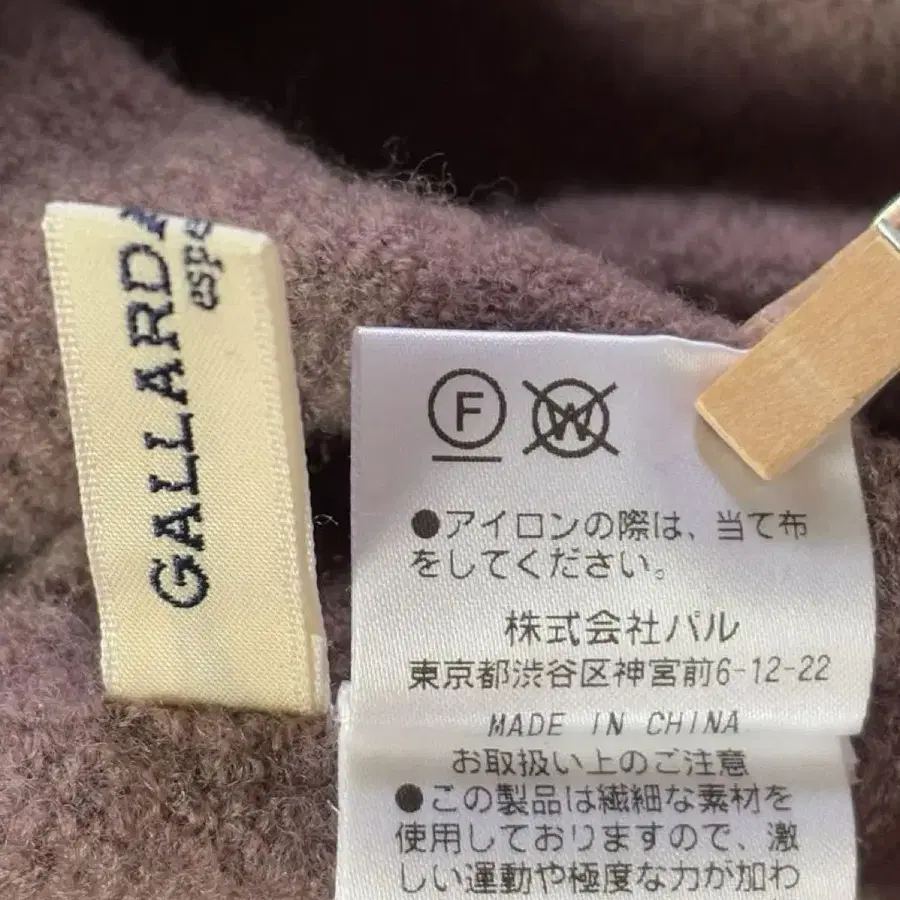 GALLARDA
espe
F W
●アイロンの際は、当て布
をしてください。
株式会社パル
東京都渋谷区神宮前6-12-22
MADE IN CHINA
お取扱い上のご注意
●この製品は繊細な素材を
使用しておりますので、激
しい運動や極度な力が加わ